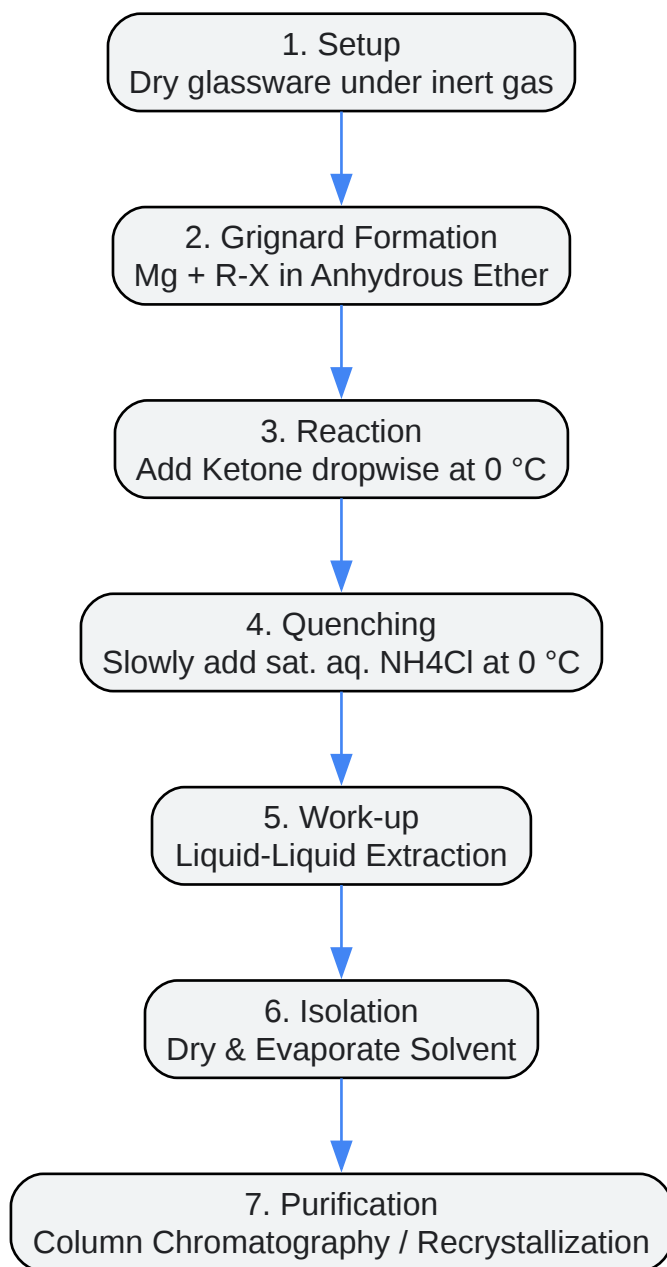 1. Setup
Dry glassware under inert gas
2. Grignard Formation
Mg + R-X in Anhydrous Ether
3. Reaction
Add Ketone dropwise at 0 °C
4. Quenching
Slowly add sat. aq. NH4Cl at 0 °C
5. Work-up
Liquid-Liquid Extraction
6. Isolation
Dry & Evaporate Solvent
7. Purification
Column Chromatography / Recrystallization